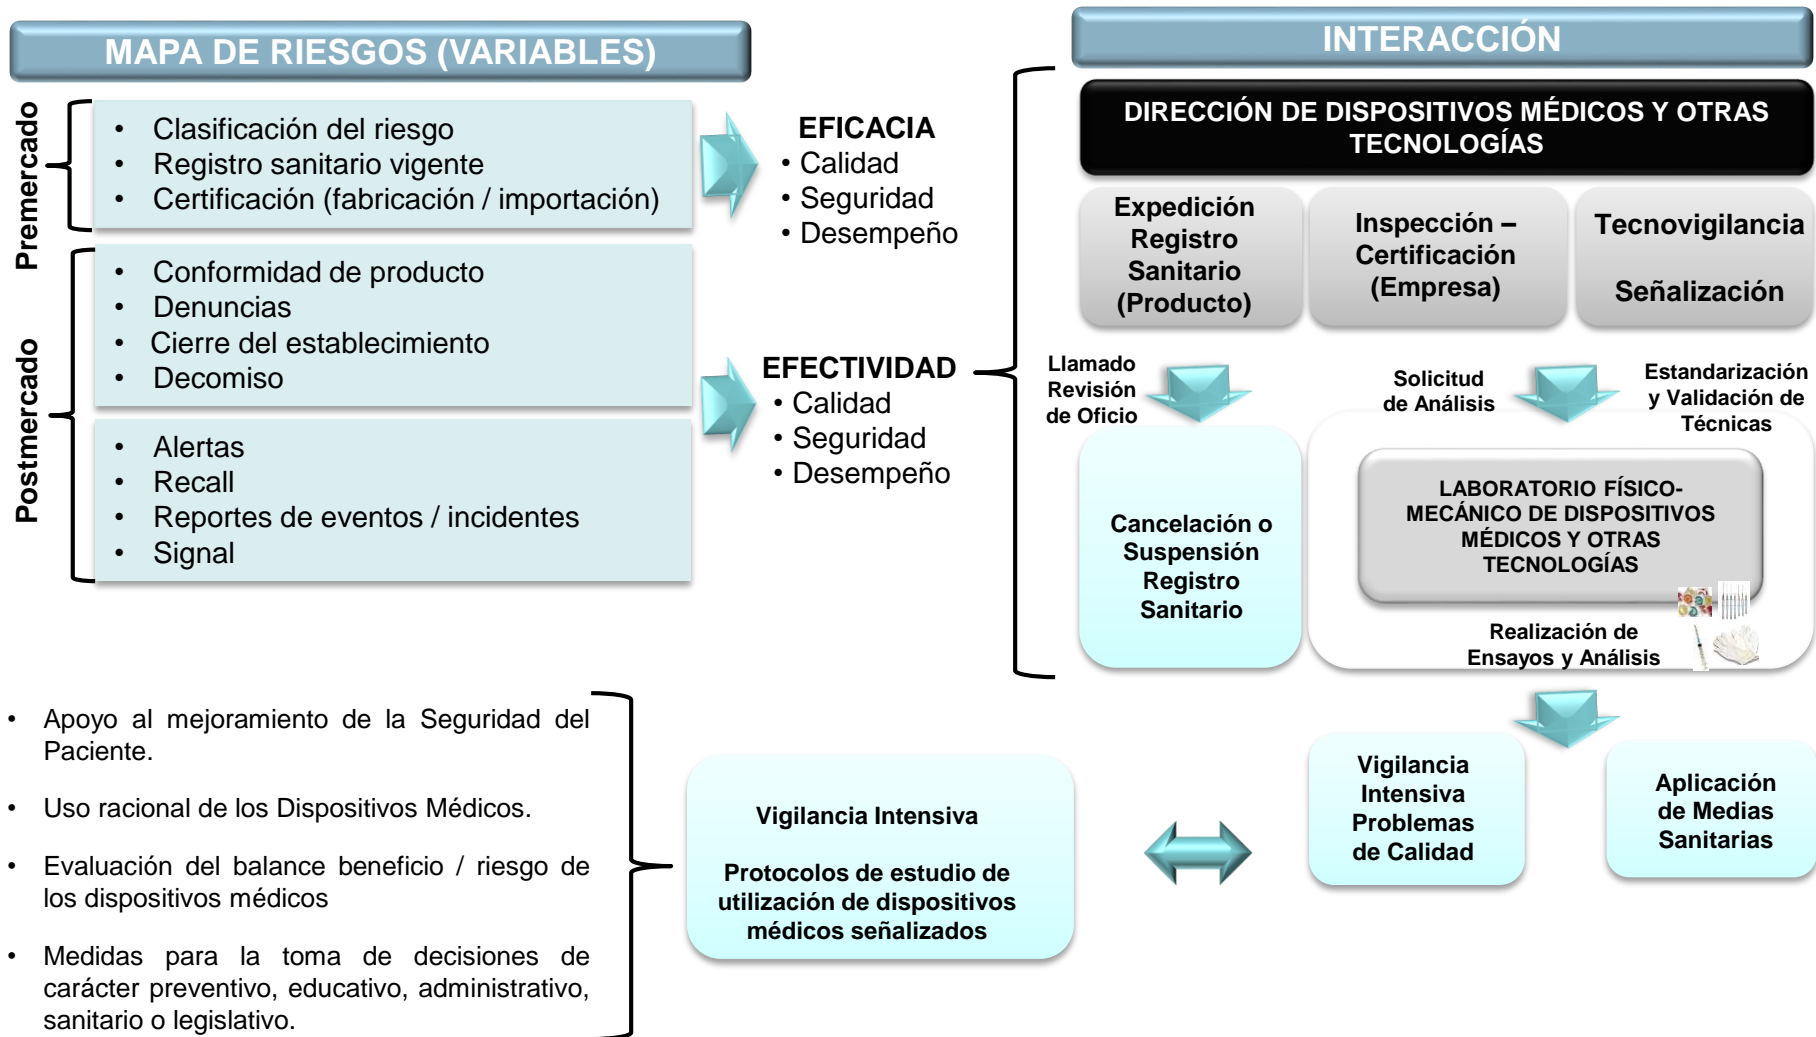 MAPA DE RIESGOS (VARIABLES)
Premercado
• Clasificación del riesgo
• Registro sanitario vigente
• Certificación (fabricación / importación)
EFICACIA
• Calidad
• Seguridad
• Desempeño
Postmercado
• Conformidad de producto
• Denuncias
• Cierre del establecimiento
• Decomiso
• Alertas
• Recall
• Reportes de eventos / incidentes
• Signal
EFECTIVIDAD
• Calidad
• Seguridad
• Desempeño
INTERACCIÓN
DIRECCIÓN DE DISPOSITIVOS MÉDICOS Y OTRAS
TECNOLOGÍAS
Expedición
Registro
Sanitario
(Producto)
Inspección –
Certificación
(Empresa)
Tecnovigilancia
Señalización
Llamado
Revisión
de Oficio
Solicitud
de Análisis
Estandarización
y Validación de
Técnicas
Cancelación o
Suspensión
Registro
Sanitario
LABORATORIO FÍSICO-
MECÁNICO DE DISPOSITIVOS
MÉDICOS Y OTRAS
TECNOLOGÍAS
Realización de
Ensayos y Análisis
Vigilancia
Intensiva
Problemas
de Calidad
Aplicación
de Medias
Sanitarias
Vigilancia Intensiva
Protocolos de estudio de
utilización de dispositivos
médicos señalizados
• Apoyo al mejoramiento de la Seguridad del
Paciente.
• Uso racional de los Dispositivos Médicos.
• Evaluación del balance beneficio / riesgo de
los dispositivos médicos
• Medidas para la toma de decisiones de
carácter preventivo, educativo, administrativo,
sanitario o legislativo.